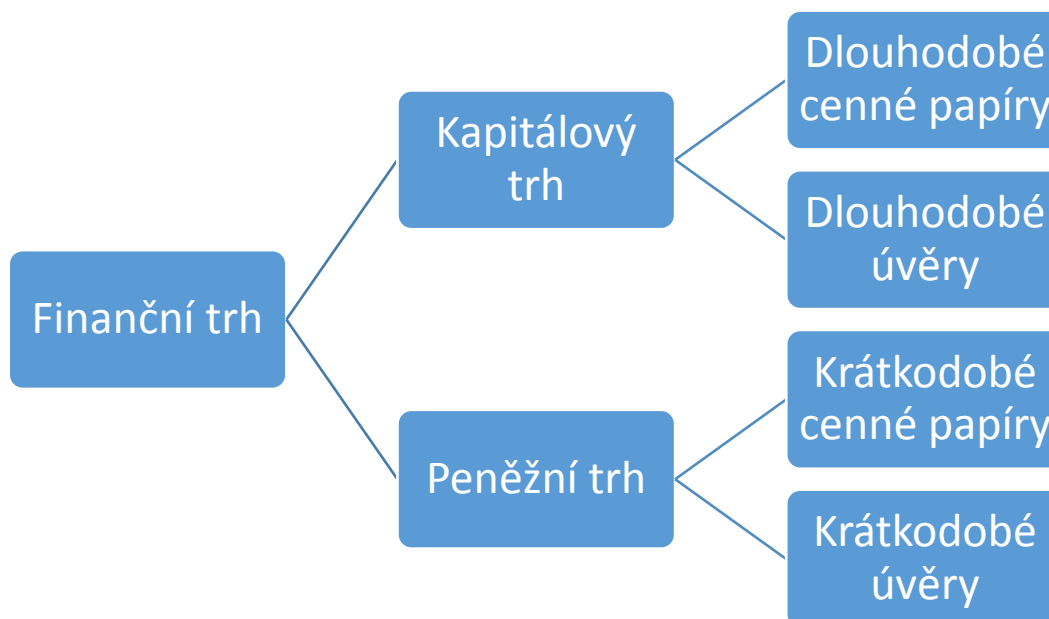 Finanční trh
Kapitálový
trh
Peněžní trh
Dlouhodobé
cenné papíry
Dlouhodobé
úvěry
Krátkodobé
cenné papíry
Krátkodobé
úvěry